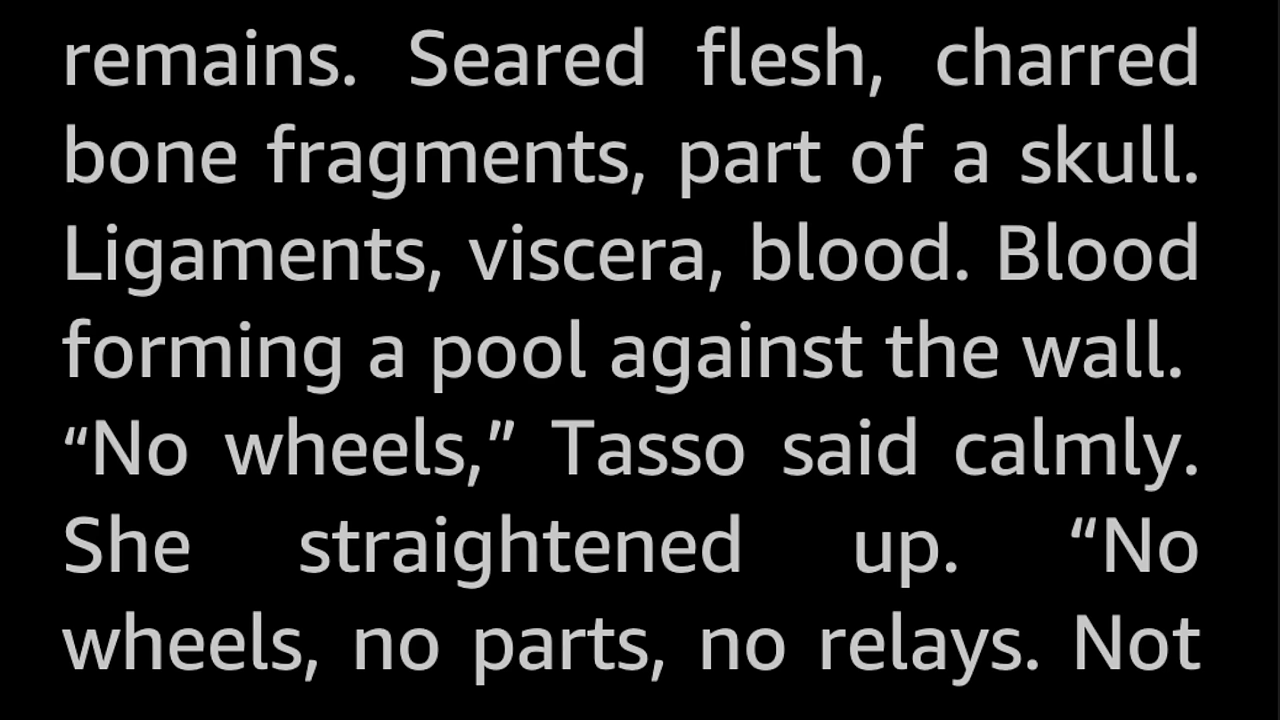 remains. Seared flesh, charred
bone fragments, part of a skull.
Ligaments, viscera, blood. Blood
forming a pool against the wall.
“No wheels,” Tasso said calmly.
She straightened up. “No
wheels, no parts, no relays. Not